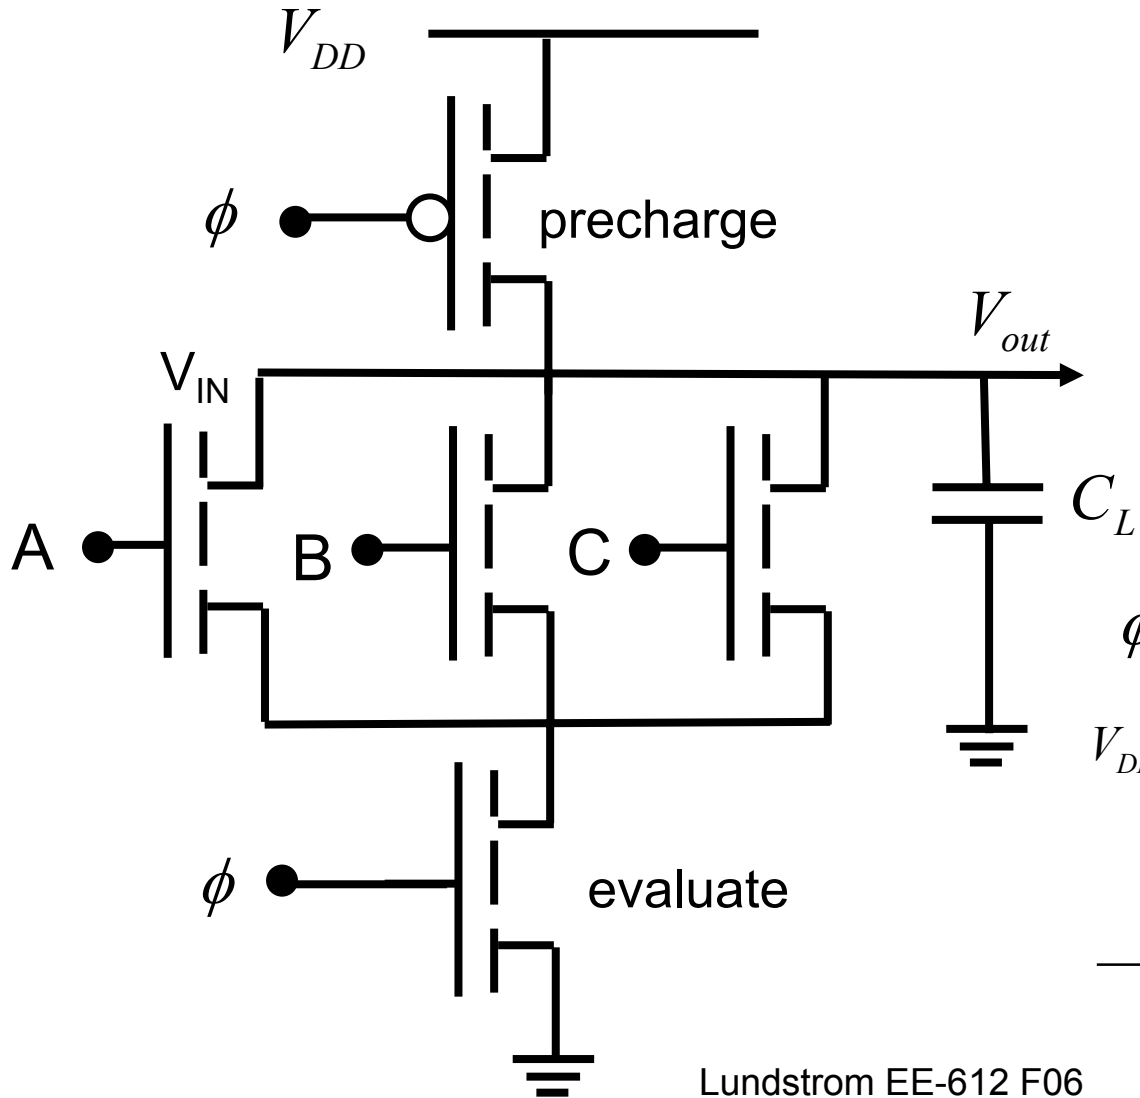 V_DD
ϕ
precharge
V_out
V_IN
A
B
C
C_L
ϕ
evaluate
Lundstrom EE-612 F06